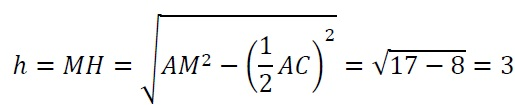 h = MH = √(AM² − (1/2 AC)²) = √(17 − 8) = 3